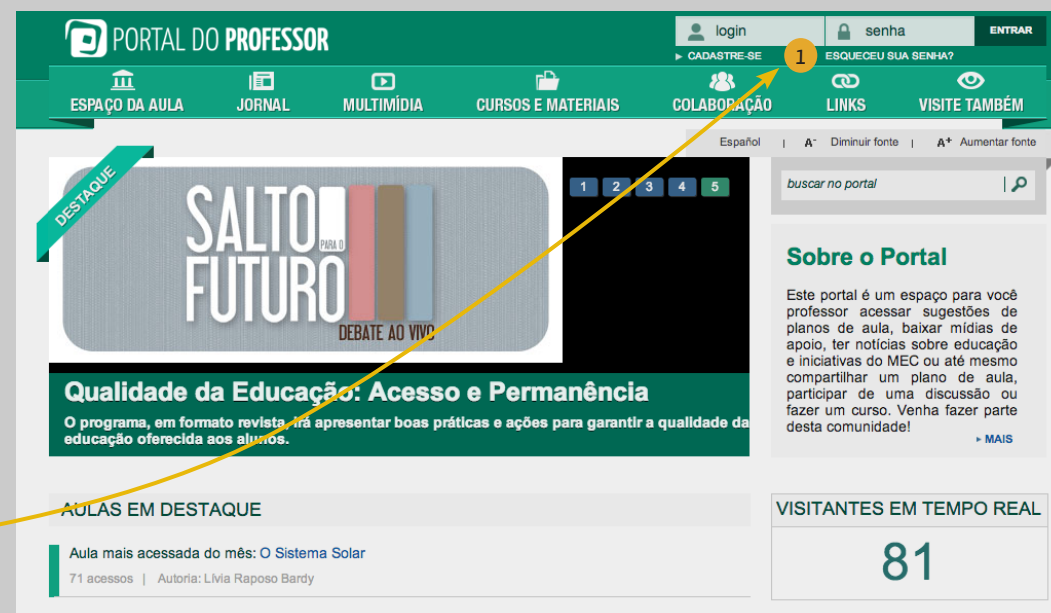 PORTAL DO PROFESSOR
login
senha
ENTRAR
▸ CADASTRE-SE
1
ESQUECEU SUA SENHA?
ESPAÇO DA AULA
JORNAL
MULTIMÍDIA
CURSOS E MATERIAIS
COLABORAÇÃO
LINKS
VISITE TAMBÉM
Español | A- Diminuir fonte | A+ Aumentar fonte
DESTAQUE
SALTO
PARA O
FUTURO
DEBATE AO VIVO
1 2 3 4 5
Qualidade da Educação: Acesso e Permanência
O programa, em formato revista, irá apresentar boas práticas e ações para garantir a qualidade da
educação oferecida aos alunos.
buscar no portal
Sobre o Portal
Este portal é um espaço para você
professor acessar sugestões de
planos de aula, baixar mídias de
apoio, ter notícias sobre educação
e iniciativas do MEC ou até mesmo
compartilhar um plano de aula,
participar de uma discussão ou
fazer um curso. Venha fazer parte
desta comunidade!
▸ MAIS
AULAS EM DESTAQUE
Aula mais acessada do mês: O Sistema Solar
71 acessos | Autoria: Lívia Raposo Bardy
VISITANTES EM TEMPO REAL
81